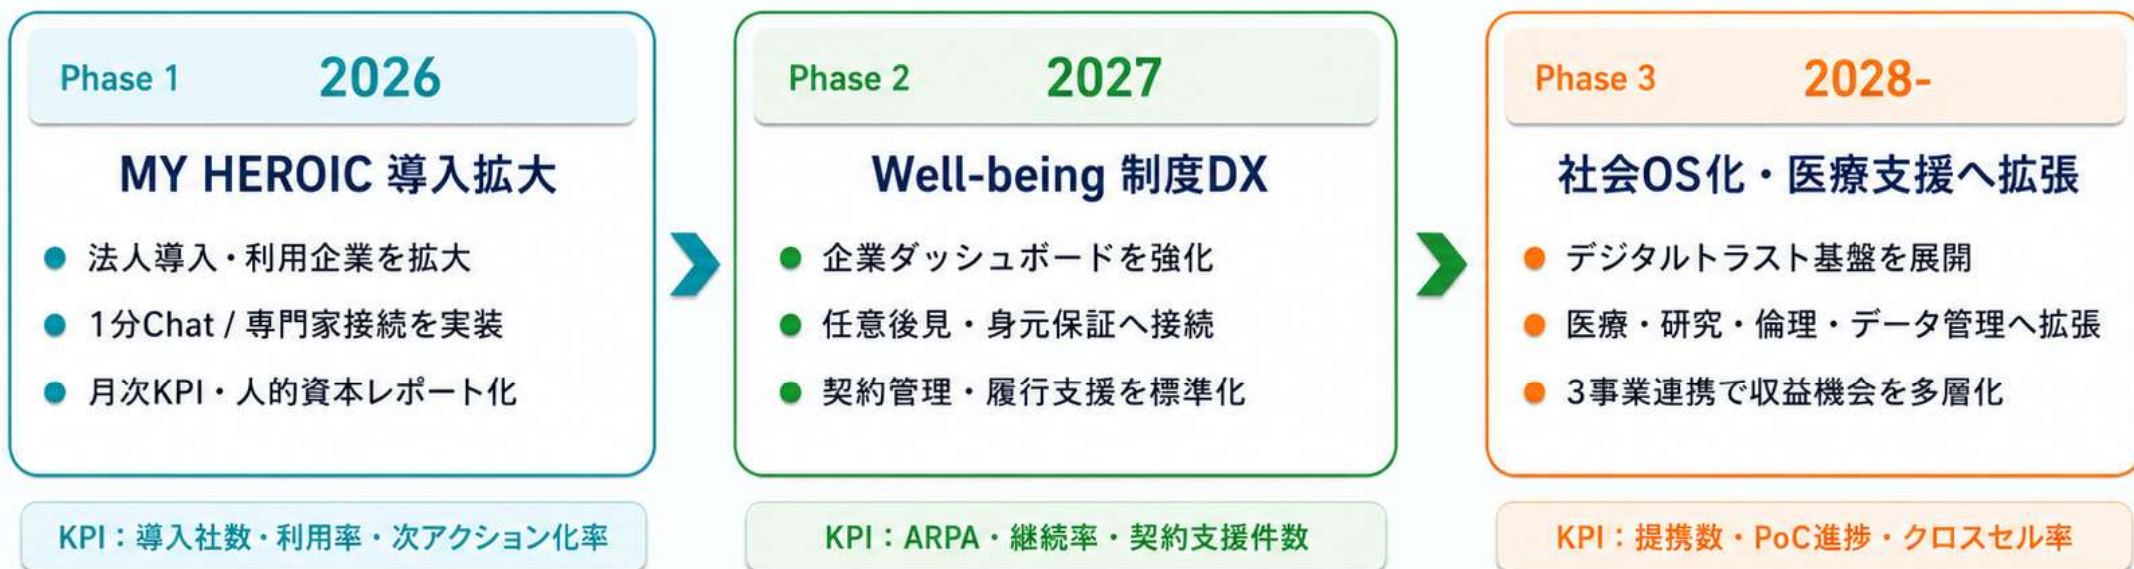 Phase 1 2026
MY HEROIC 導入拡大
法人導入・利用企業を拡大
1分Chat / 専門家接続を実装
月次KPI・人的資本レポート化
KPI：導入社数・利用率・次アクション化率
Phase 2 2027
Well-being 制度DX
企業ダッシュボードを強化
任意後見・身元保証へ接続
契約管理・履行支援を標準化
KPI：ARPA・継続率・契約支援件数
Phase 3 2028-
社会OS化・医療支援へ拡張
デジタルトラスト基盤を展開
医療・研究・倫理・データ管理へ拡張
3事業連携で収益機会を多層化
KPI：提携数・PoC進捗・クロスセル率